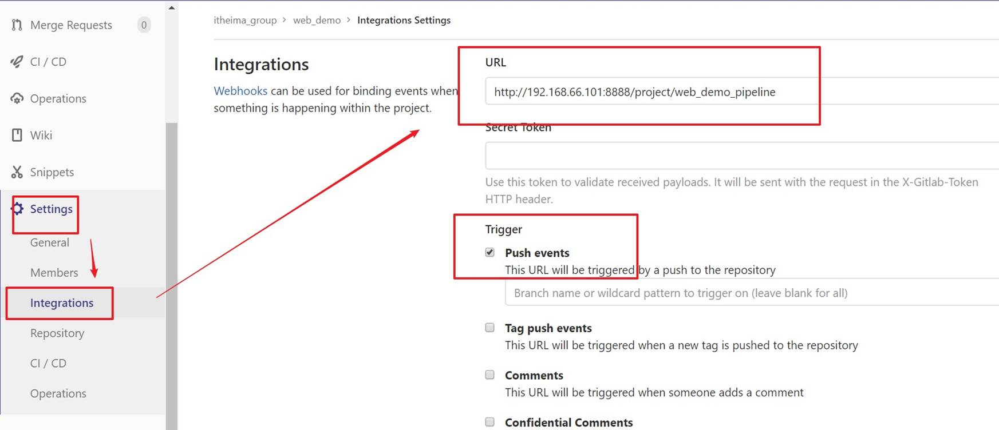 Merge Requests 0
CI / CD
Operations
Wiki
Snippets
Settings
General
Members
Integrations
Repository
CI / CD
Operations
itheima_group > web_demo > Integrations Settings
Integrations
Webhooks can be used for binding events when
something is happening within the project.
URL
http://192.168.66.101:8888/project/web_demo_pipeline
Secret Token
Use this token to validate received payloads. It will be sent with the request in the X-Gitlab-Token
HTTP header.
Trigger
Push events
This URL will be triggered by a push to the repository
Branch name or wildcard pattern to trigger on (leave blank for all)
Tag push events
This URL will be triggered when a new tag is pushed to the repository
Comments
This URL will be triggered when someone adds a comment
Confidential Comments